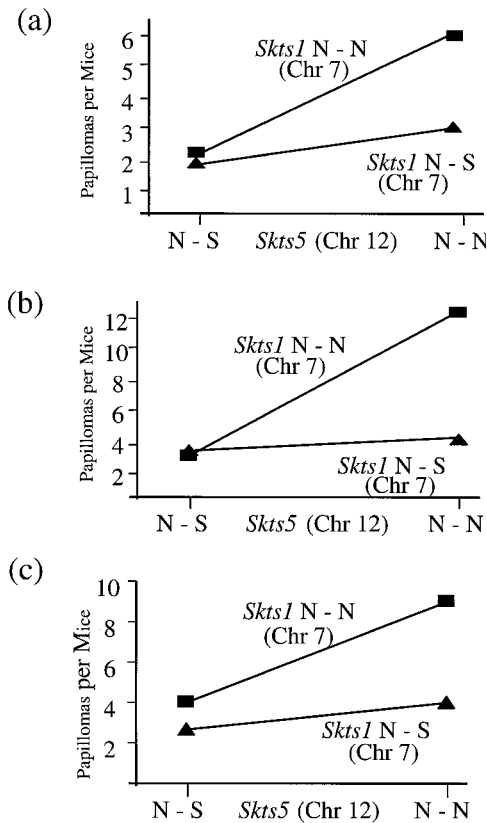 (a)
Papillomas per Mice
6
5
4
3
2
1
Skts1 N - N
(Chr 7)
Skts1 N - S
(Chr 7)
N - S Skts5 (Chr 12) N - N
(b)
Papillomas per Mice
12
10
8
6
4
2
Skts1 N - N
(Chr 7)
Skts1 N - S
(Chr 7)
N - S Skts5 (Chr 12) N - N
(c)
Papillomas per Mice
10
8
6
4
2
Skts1 N - N
(Chr 7)
Skts1 N - S
(Chr 7)
N - S Skts5 (Chr 12) N - N